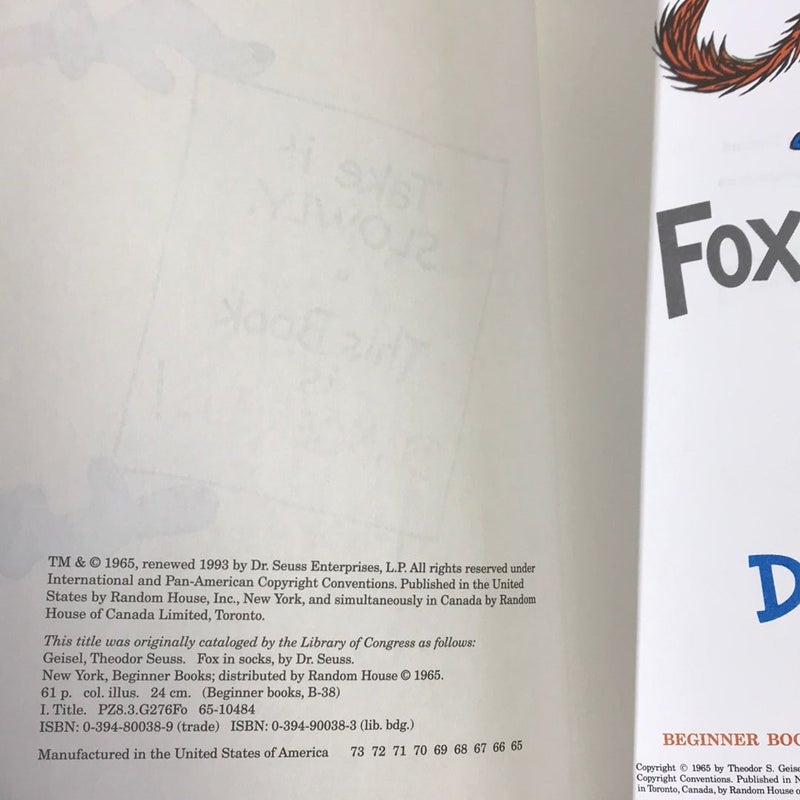 TM & © 1965, renewed 1993 by Dr. Seuss Enterprises, L.P. All rights reserved under
International and Pan-American Copyright Conventions. Published in the United
States by Random House, Inc., New York, and simultaneously in Canada by Random
House of Canada Limited, Toronto.
This title was originally cataloged by the Library of Congress as follows:
Geisel, Theodor Seuss. Fox in socks, by Dr. Seuss.
New York, Beginner Books; distributed by Random House © 1965.
61 p. col. illus. 24 cm. (Beginner books, B-38)
I. Title. PZ8.3.G276Fo 65-10484
ISBN: 0-394-80038-9 (trade) ISBN: 0-394-90038-3 (lib. bdg.)
Manufactured in the United States of America 73 72 71 70 69 68 67 66 65
Take it
SLOWLY.
This Book
is
FOX
D
BEGINNER BOO
Copyright © 1965 by Theodor S. Geise
Copyright Conventions. Published in N
in Toronto, Canada, by Random House o